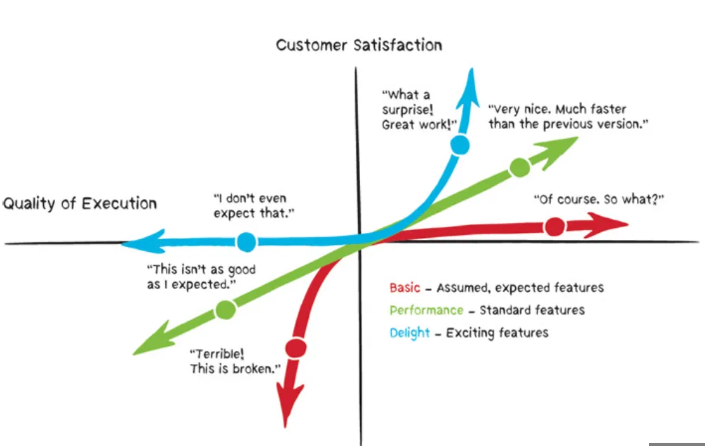 Customer Satisfaction
"What a
surprise!
Great work!"
"Very nice. Much faster
than the previous version."
"I don't even
expect that."
"Of course. So what?"
Quality of Execution
"This isn't as good
as I expected."
Basic – Assumed, expected features
Performance – Standard features
Delight – Exciting features
"Terrible!
This is broken."